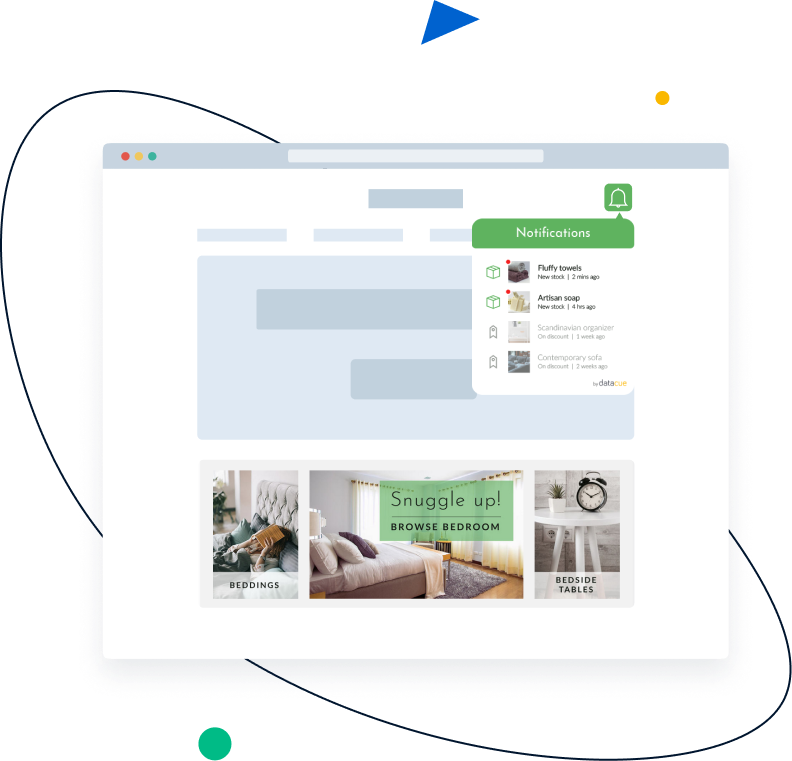 Notifications
Fluffy towels
New stock | 2 mins ago
Artisan soap
New stock | 4 hrs ago
Scandinavian organizer
On discount | 1 week ago
Contemporary sofa
On discount | 2 weeks ago
by datacue
Snuggle up!
BROWSE BEDROOM
BEDDINGS
BEDSIDE
TABLES